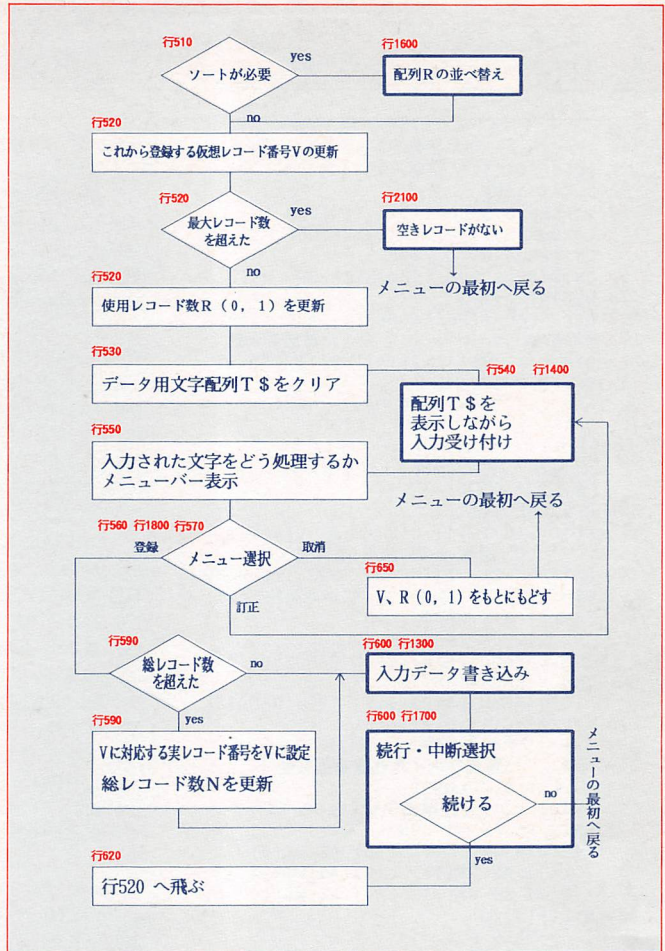 行510
ソートが必要
yes
行1600
配列Rの並べ替え
no
行520
これから登録する仮想レコード番号Vの更新
行520
最大レコード数
を超えた
yes
行2100
空きレコードがない
no
メニューの最初へ戻る
行520
使用レコード数R(0,1)を更新
行530
データ用文字配列T$をクリア
行540 行1400
配列T$を
表示しながら
入力受け付け
行550
入力された文字をどう処理するか
メニューバー表示
メニューの最初へ戻る
行560 行1800 行570
登録
メニュー選択
取消
訂正
行650
V、R(0,1)をもとにもどす
行590
総レコード数
を超えた
no
yes
行600 行1300
入力データ書き込み
行590
Vに対応する実レコード番号をVに設定
総レコード数Nを更新
行600 行1700
続行・中断選択
続ける
no
メニューの最初へ戻る
yes
行620
行520 へ飛ぶ